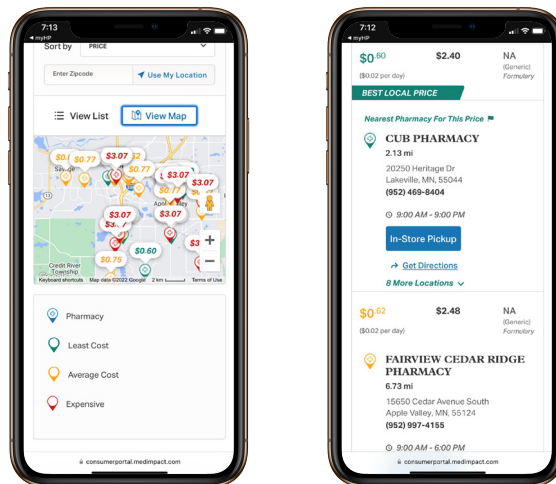 7:13
myHP
Sort by
PRICE
Enter Zipcode
Use My Location
View List
View Map
$0.77
$3.07
$0.77
$3.07
$3.07
Savage
$0.77
Apple Valley
$3.07
$3.07
$0.75
$0.60
Credit River
Township
+
−
Keyboard shortcuts
Map data ©2022 Google
2 km
Terms of Use
Pharmacy
Least Cost
Average Cost
Expensive
consumerportal.medimpact.com
7:12
myHP
$0.60
$2.40
NA
($0.02 per day)
(Generic)
Formulary
BEST LOCAL PRICE
Nearest Pharmacy For This Price
CUB PHARMACY
2.13 mi
20250 Heritage Dr
Lakeville, MN, 55044
(952) 469-8404
9:00 AM - 9:00 PM
In-Store Pickup
Get Directions
8 More Locations
$0.62
$2.48
NA
($0.02 per day)
(Generic)
Formulary
FAIRVIEW CEDAR RIDGE
PHARMACY
6.73 mi
15650 Cedar Avenue South
Apple Valley, MN, 55124
(952) 997-4155
9:00 AM - 6:00 PM
consumerportal.medimpact.com